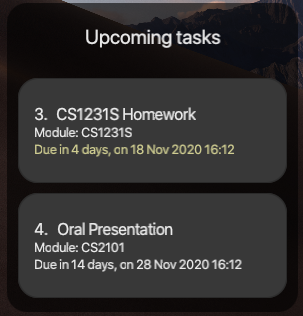 Upcoming tasks
3. CS1231S Homework
Module: CS1231S
Due in 4 days, on 18 Nov 2020 16:12
4. Oral Presentation
Module: CS2101
Due in 14 days, on 28 Nov 2020 16:12